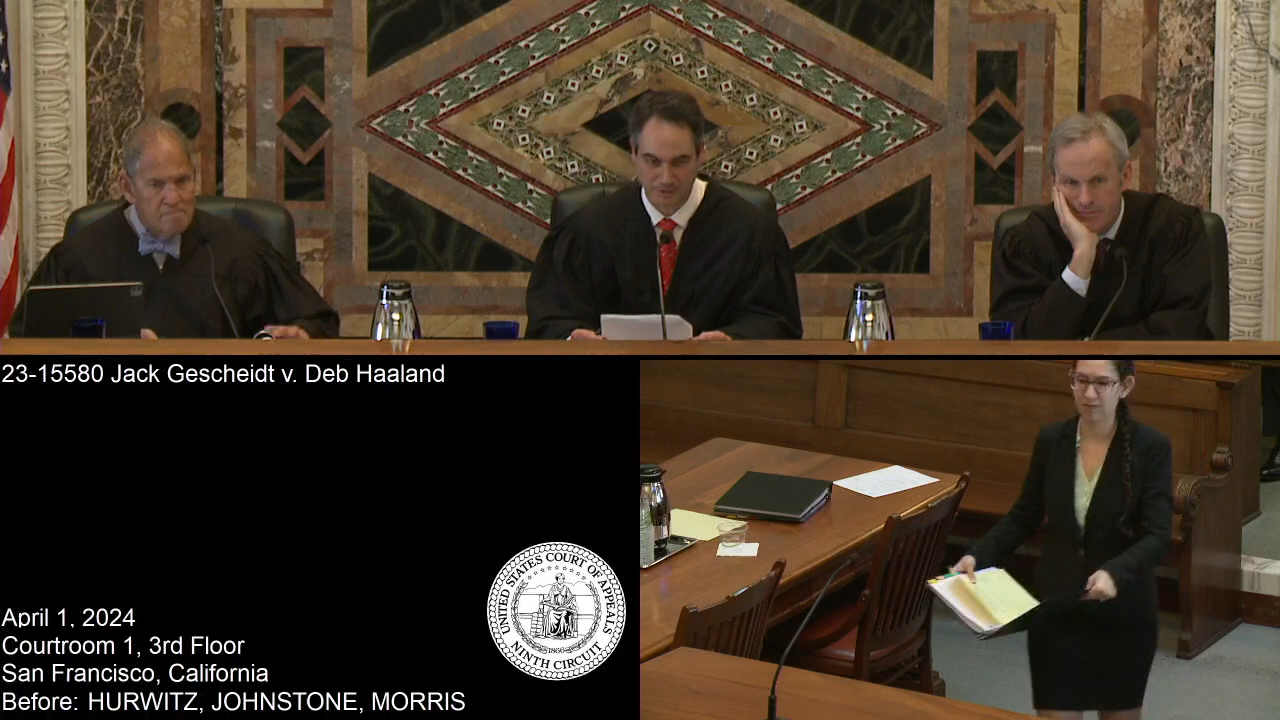 23-15580 Jack Gescheidt v. Deb Haaland
April 1, 2024
Courtroom 1, 3rd Floor
San Francisco, California
Before: HURWITZ, JOHNSTONE, MORRIS
UNITED STATES COURT OF APPEALS
NINTH CIRCUIT
1866